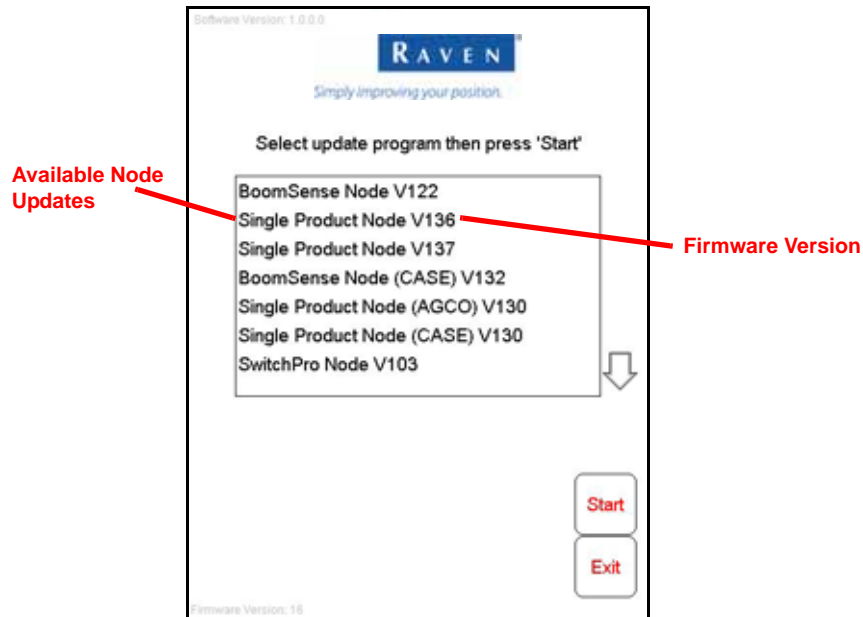 Software Version: 1.0.0.0
RAVEN
Simply improving your position.
Select update program then press 'Start'
Available Node
Updates
BoomSense Node V122
Single Product Node V136
Firmware Version
Single Product Node V137
BoomSense Node (CASE) V132
Single Product Node (AGCO) V130
Single Product Node (CASE) V130
SwitchPro Node V103
Start
Exit
Firmware Version: 16